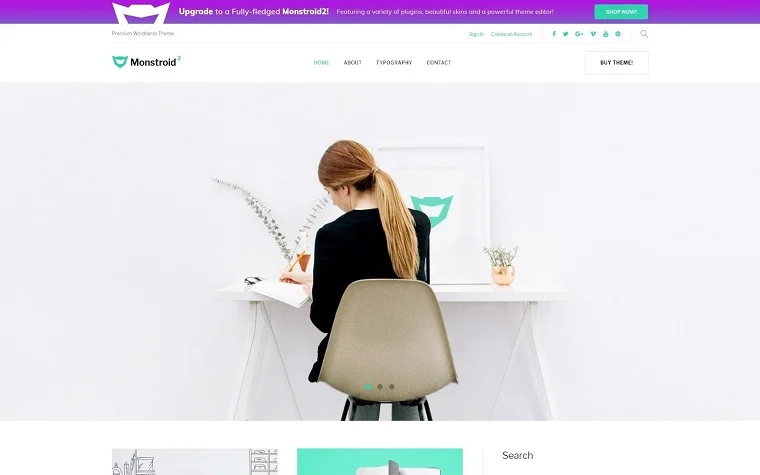 Upgrade to a Fully-fledged Monstroid2! Featuring a variety of plugins, beautiful skins and a powerful theme editor! SHOP NOW!
Premium Wordpress Theme Sign In Create an Account
Monstroid 2 HOME ABOUT TYPOGRAPHY CONTACT BUY THEME!
Search